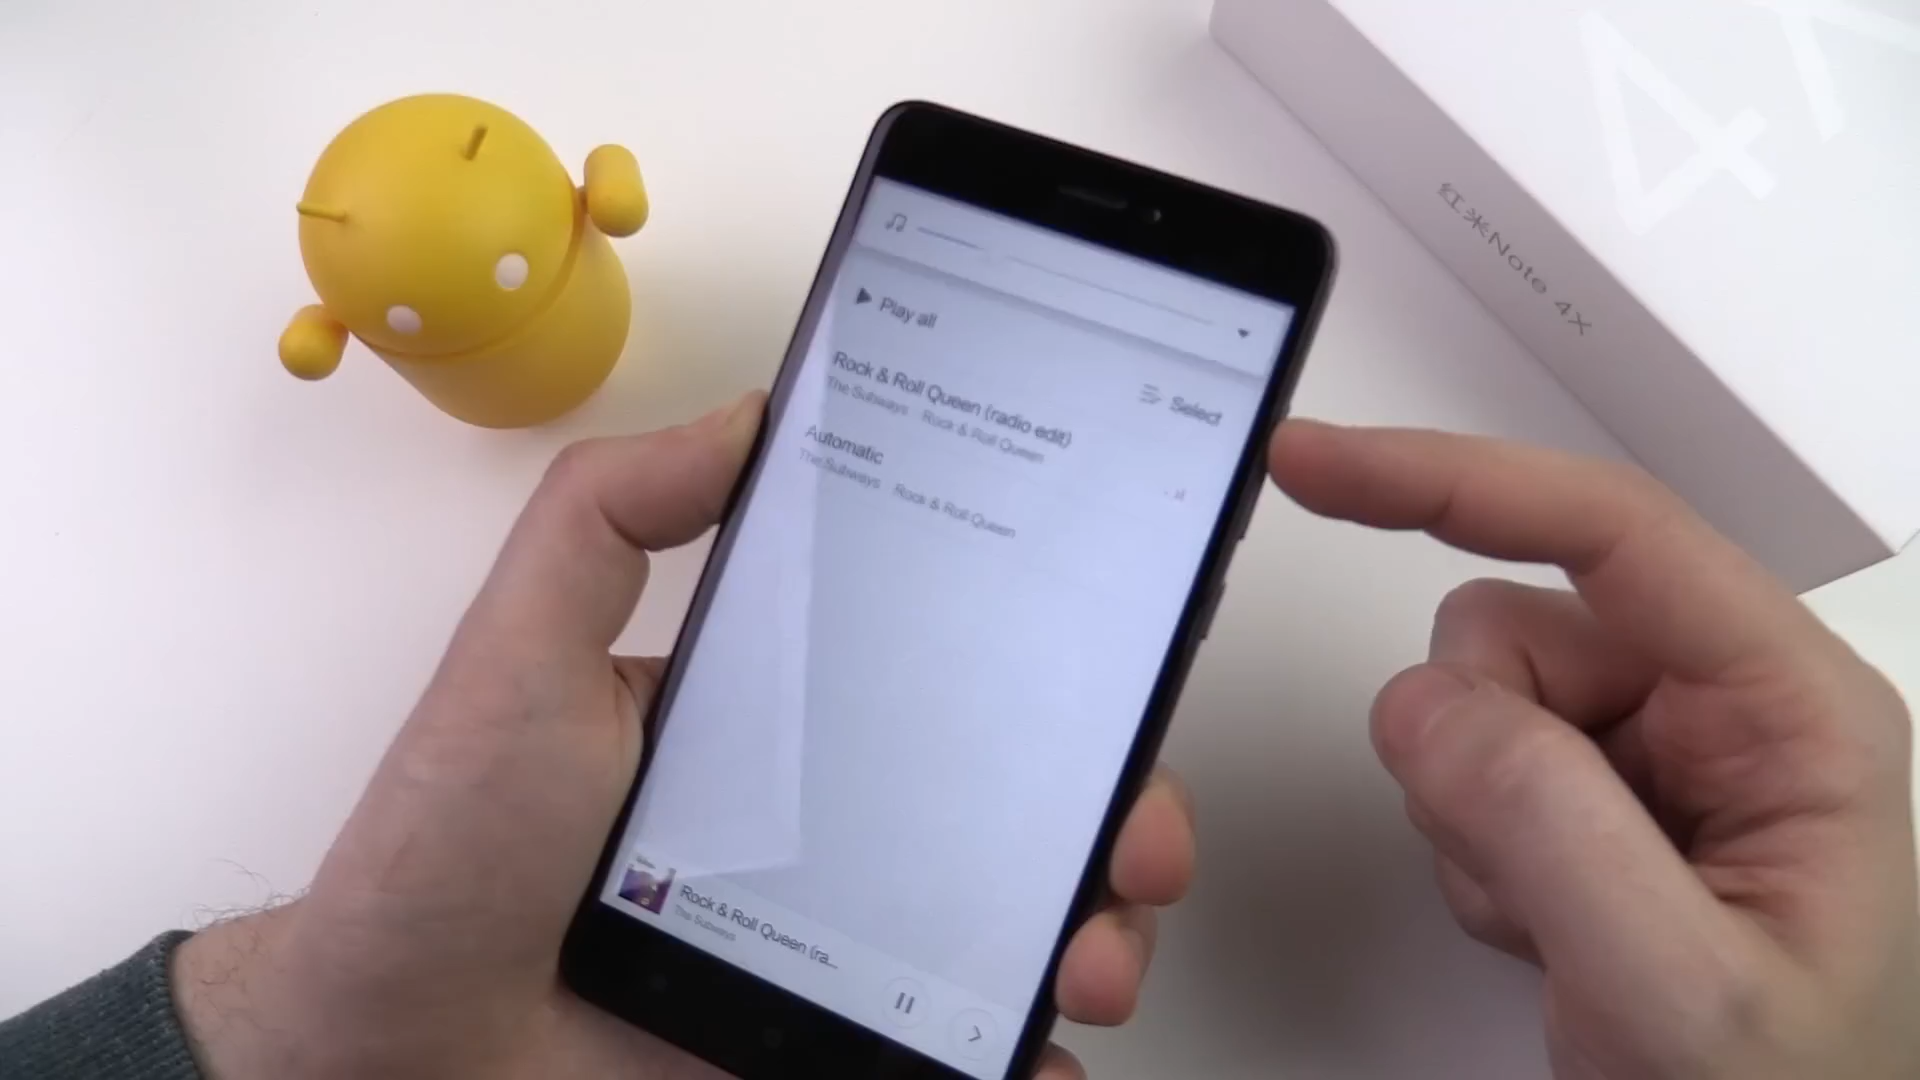 4X
红米Note 4X
Play all
Select
Rock & Roll Queen (radio edit)
The Subways Rock & Roll Queen
Automatic
The Subways Rock & Roll Queen
Rock & Roll Queen (ra...
The Subways